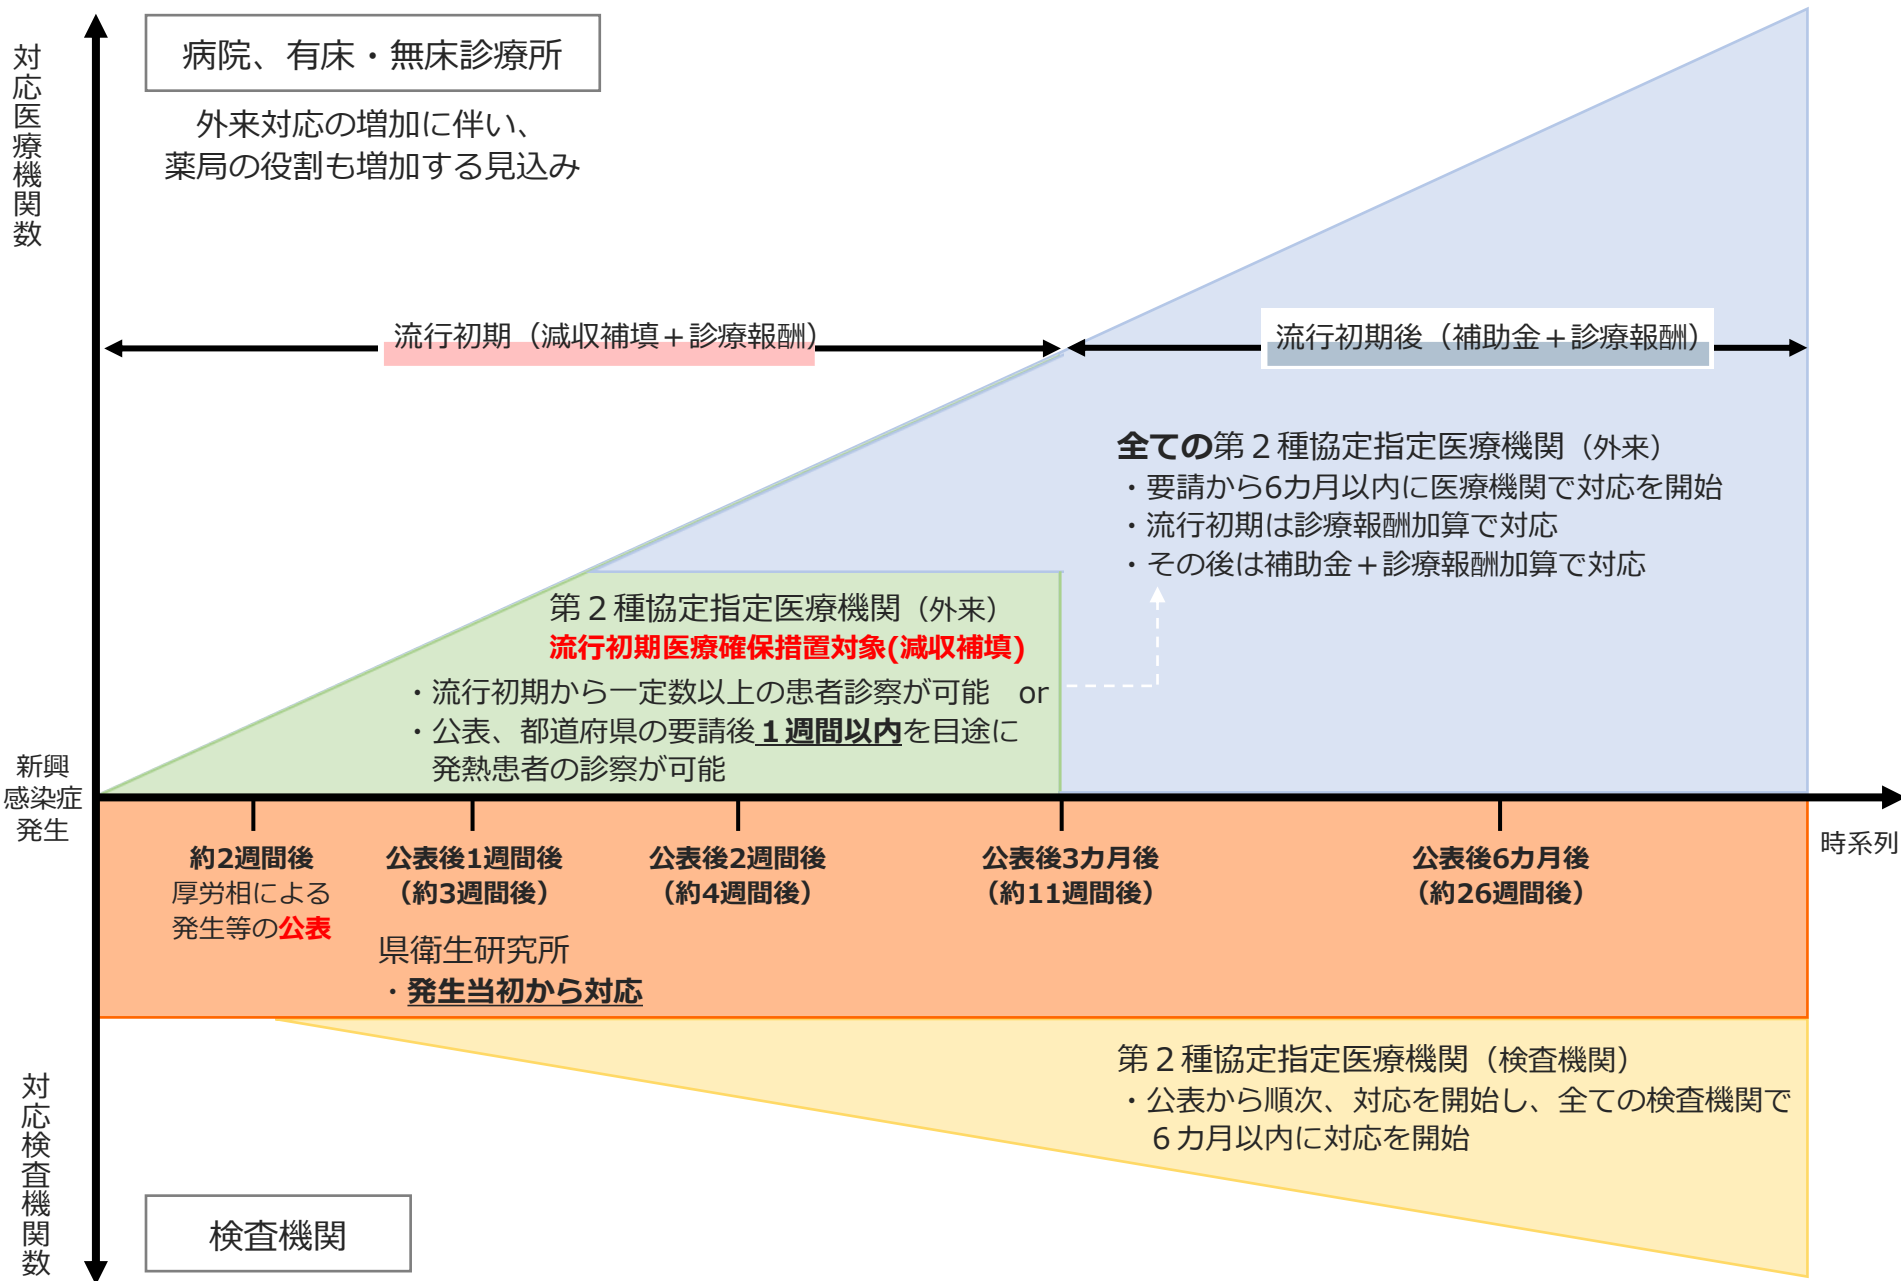 対応医療機関数
病院、有床・無床診療所
外来対応の増加に伴い、
薬局の役割も増加する見込み
流行初期（減収補填＋診療報酬）
流行初期後（補助金＋診療報酬）
全ての第２種協定指定医療機関（外来）
・要請から6カ月以内に医療機関で対応を開始
・流行初期は診療報酬加算で対応
・その後は補助金＋診療報酬加算で対応
第２種協定指定医療機関（外来）
流行初期医療確保措置対象(減収補填)
・流行初期から一定数以上の患者診察が可能　or
・公表、都道府県の要請後１週間以内を目途に
発熱患者の診察が可能
新興
感染症
発生
時系列
約2週間後
厚労相による
発生等の公表
公表後1週間後
（約3週間後）
公表後2週間後
（約4週間後）
公表後3カ月後
（約11週間後）
公表後6カ月後
（約26週間後）
県衛生研究所
・発生当初から対応
第２種協定指定医療機関（検査機関）
・公表から順次、対応を開始し、全ての検査機関で
６カ月以内に対応を開始
対応検査機関数
検査機関